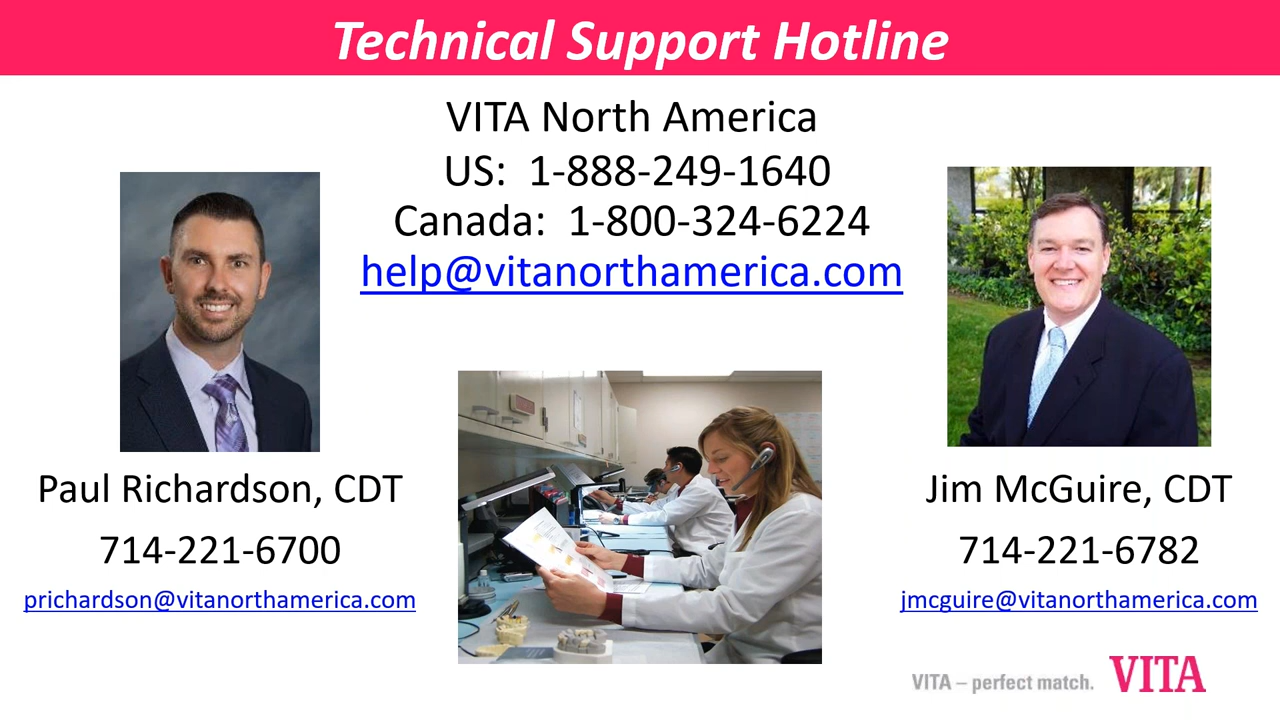 Technical Support Hotline
VITA North America
US: 1-888-249-1640
Canada: 1-800-324-6224
help@vitanorthamerica.com
Paul Richardson, CDT
714-221-6700
prichardson@vitanorthamerica.com
Jim McGuire, CDT
714-221-6782
jmcguire@vitanorthamerica.com
VITA – perfect match.
VITA